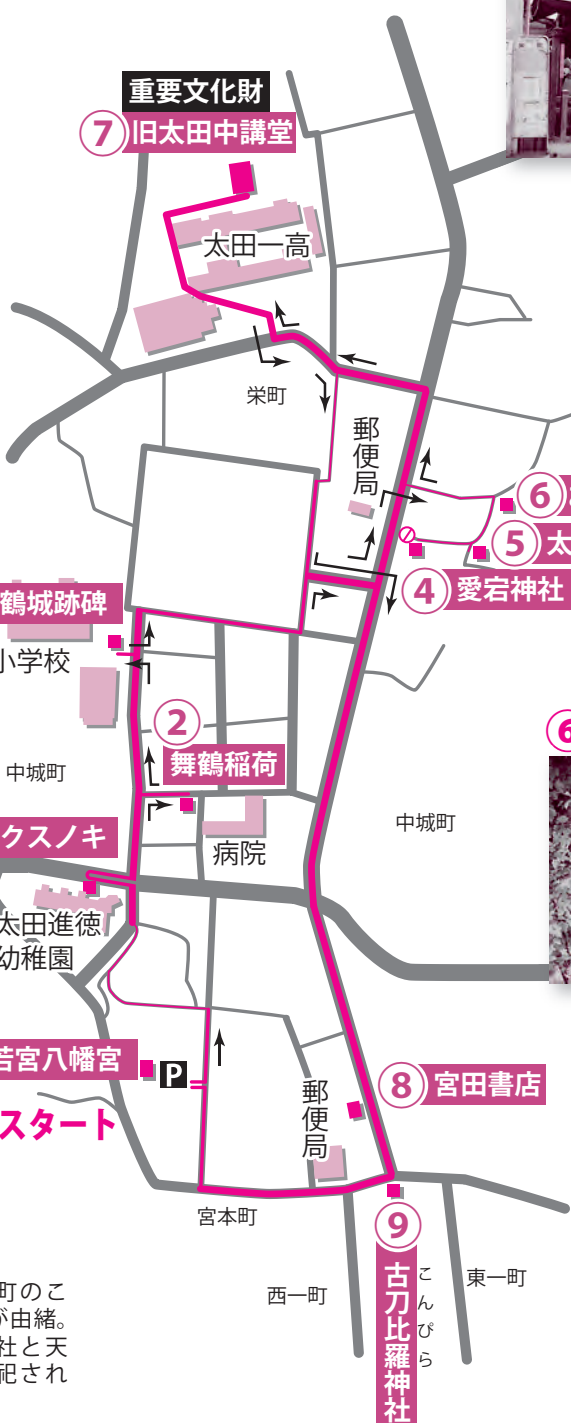 重要文化財
⑦ 旧太田中講堂
太田一高
栄町
郵便局
⑥
⑤ 太
④ 愛宕神社
鶴城跡碑
小学校
② 舞鶴稲荷
⑥
中城町
中城町
クスノキ
病院
太田進徳
幼稚園
若宮八幡宮
P
スタート
⑧ 宮田書店
郵便局
宮本町
⑨ 古刀比羅神社
こんぴら
西一町
東一町
町のこ
が由緒。
社と天
祀され